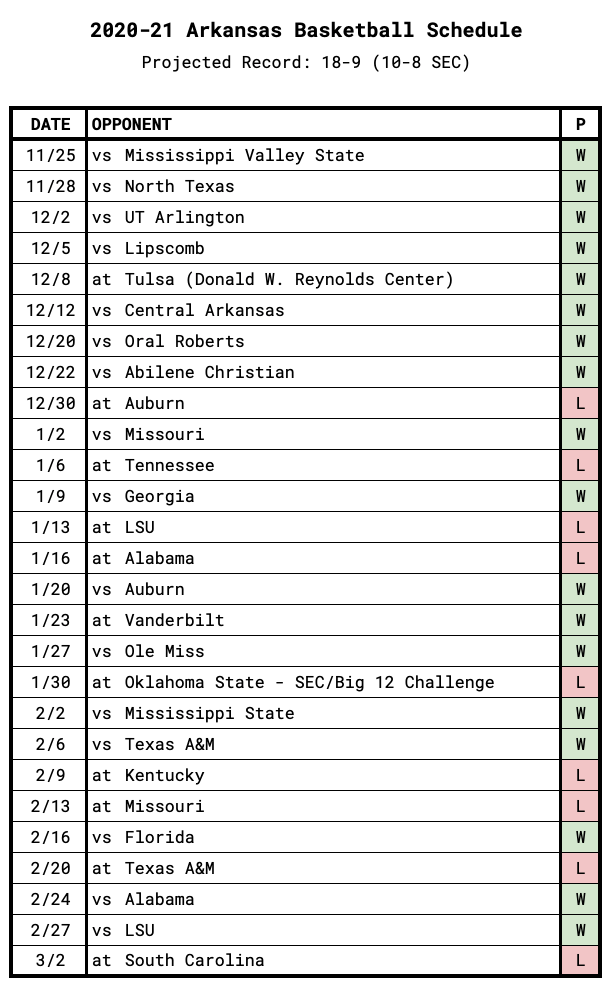 2020-21 Arkansas Basketball Schedule
Projected Record: 18-9 (10-8 SEC)
DATE OPPONENT P
11/25 vs Mississippi Valley State W
11/28 vs North Texas W
12/2 vs UT Arlington W
12/5 vs Lipscomb W
12/8 at Tulsa (Donald W. Reynolds Center) W
12/12 vs Central Arkansas W
12/20 vs Oral Roberts W
12/22 vs Abilene Christian W
12/30 at Auburn L
1/2 vs Missouri W
1/6 at Tennessee L
1/9 vs Georgia W
1/13 at LSU L
1/16 at Alabama L
1/20 vs Auburn W
1/23 at Vanderbilt W
1/27 vs Ole Miss W
1/30 at Oklahoma State - SEC/Big 12 Challenge L
2/2 vs Mississippi State W
2/6 vs Texas A&M W
2/9 at Kentucky L
2/13 at Missouri L
2/16 vs Florida W
2/20 at Texas A&M L
2/24 vs Alabama W
2/27 vs LSU W
3/2 at South Carolina L